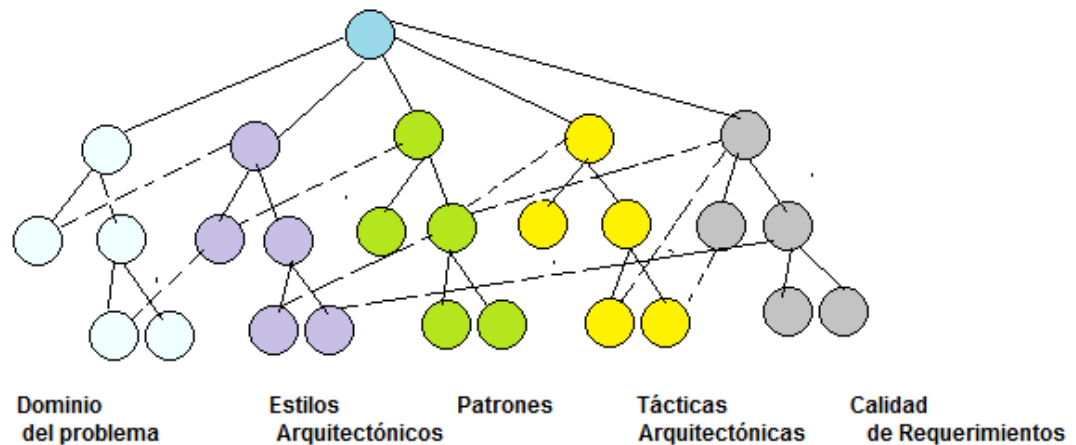 Dominio
del problema
Estilos
Arquitectónicos
Patrones
Tácticas
Arquitectónicas
Calidad
de Requerimientos